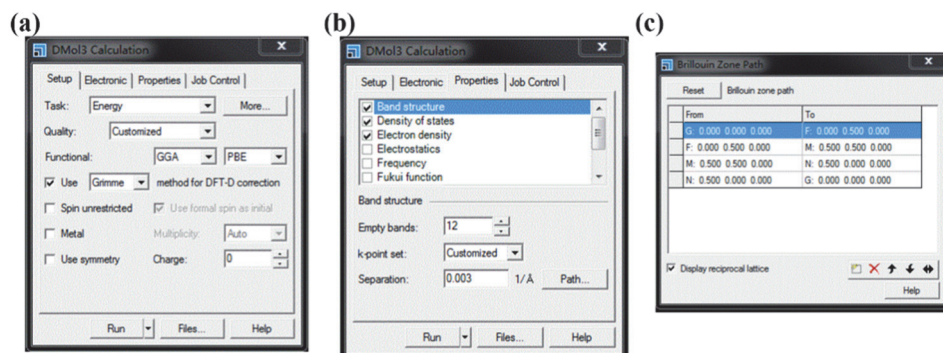 (a)
DMol3 Calculation
Setup Electronic Properties Job Control
Task: Energy More...
Quality: Customized
Functional: GGA PBE
Use Grimme method for DFT-D correction
Spin unrestricted Use formal spin as initial
Metal Multiplicity: Auto
Use symmetry Charge: 0
Run Files... Help
(b)
DMol3 Calculation
Setup Electronic Properties Job Control
Band structure
Density of states
Electron density
Electrostatics
Frequency
Fukui function
Band structure
Empty bands: 12
k-point set: Customized
Separation: 0.003 1/Å Path...
Run Files... Help
(c)
Brillouin Zone Path
Reset Brillouin zone path
From To
G: 0.000 0.000 0.000 F: 0.000 0.500 0.000
F: 0.000 0.500 0.000 M: 0.500 0.500 0.000
M: 0.500 0.500 0.000 N: 0.500 0.000 0.000
N: 0.500 0.000 0.000 G: 0.000 0.000 0.000
Display reciprocal lattice
Help